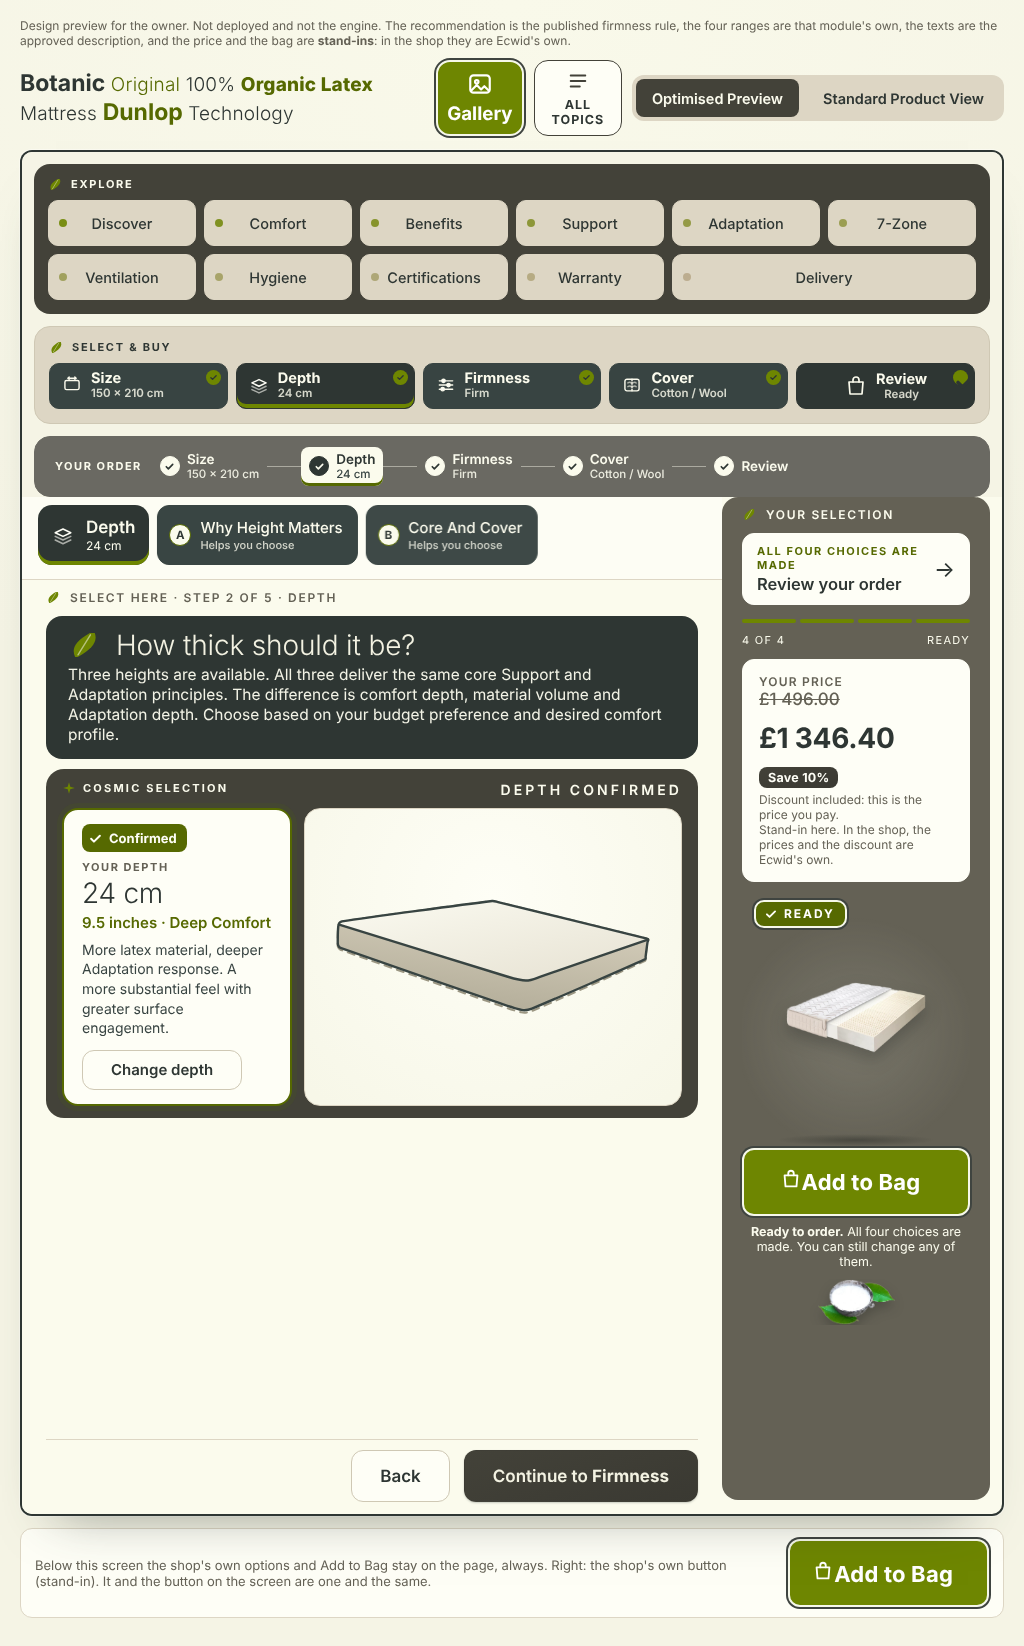 Design preview for the owner. Not deployed and not the engine. The recommendation is the published firmness rule, the four ranges are that module's own, the texts are the
approved description, and the price and the bag are stand-ins: in the shop they are Ecwid's own.
Botanic Original 100% Organic Latex
Mattress Dunlop Technology
Gallery
ALL
TOPICS
Optimised Preview
Standard Product View
EXPLORE
Discover
Comfort
Benefits
Support
Adaptation
7-Zone
Ventilation
Hygiene
Certifications
Warranty
Delivery
SELECT & BUY
Size
150 × 210 cm
Depth
24 cm
Firmness
Firm
Cover
Cotton / Wool
Review
Ready
YOUR ORDER
Size
150 × 210 cm
Depth
24 cm
Firmness
Firm
Cover
Cotton / Wool
Review
Depth
24 cm
A
Why Height Matters
Helps you choose
B
Core And Cover
Helps you choose
SELECT HERE · STEP 2 OF 5 · DEPTH
How thick should it be?
Three heights are available. All three deliver the same core Support and
Adaptation principles. The difference is comfort depth, material volume and
Adaptation depth. Choose based on your budget preference and desired comfort
profile.
COSMIC SELECTION
DEPTH CONFIRMED
Confirmed
YOUR DEPTH
24 cm
9.5 inches · Deep Comfort
More latex material, deeper
Adaptation response. A
more substantial feel with
greater surface
engagement.
Change depth
Back
Continue to Firmness
YOUR SELECTION
ALL FOUR CHOICES ARE
MADE
Review your order
4 OF 4
READY
YOUR PRICE
£1 496.00
£1 346.40
Save 10%
Discount included: this is the
price you pay.
Stand-in here. In the shop, the
prices and the discount are
Ecwid's own.
READY
Add to Bag
Ready to order. All four choices are
made. You can still change any of
them.
Below this screen the shop's own options and Add to Bag stay on the page, always. Right: the shop's own button
(stand-in). It and the button on the screen are one and the same.
Add to Bag